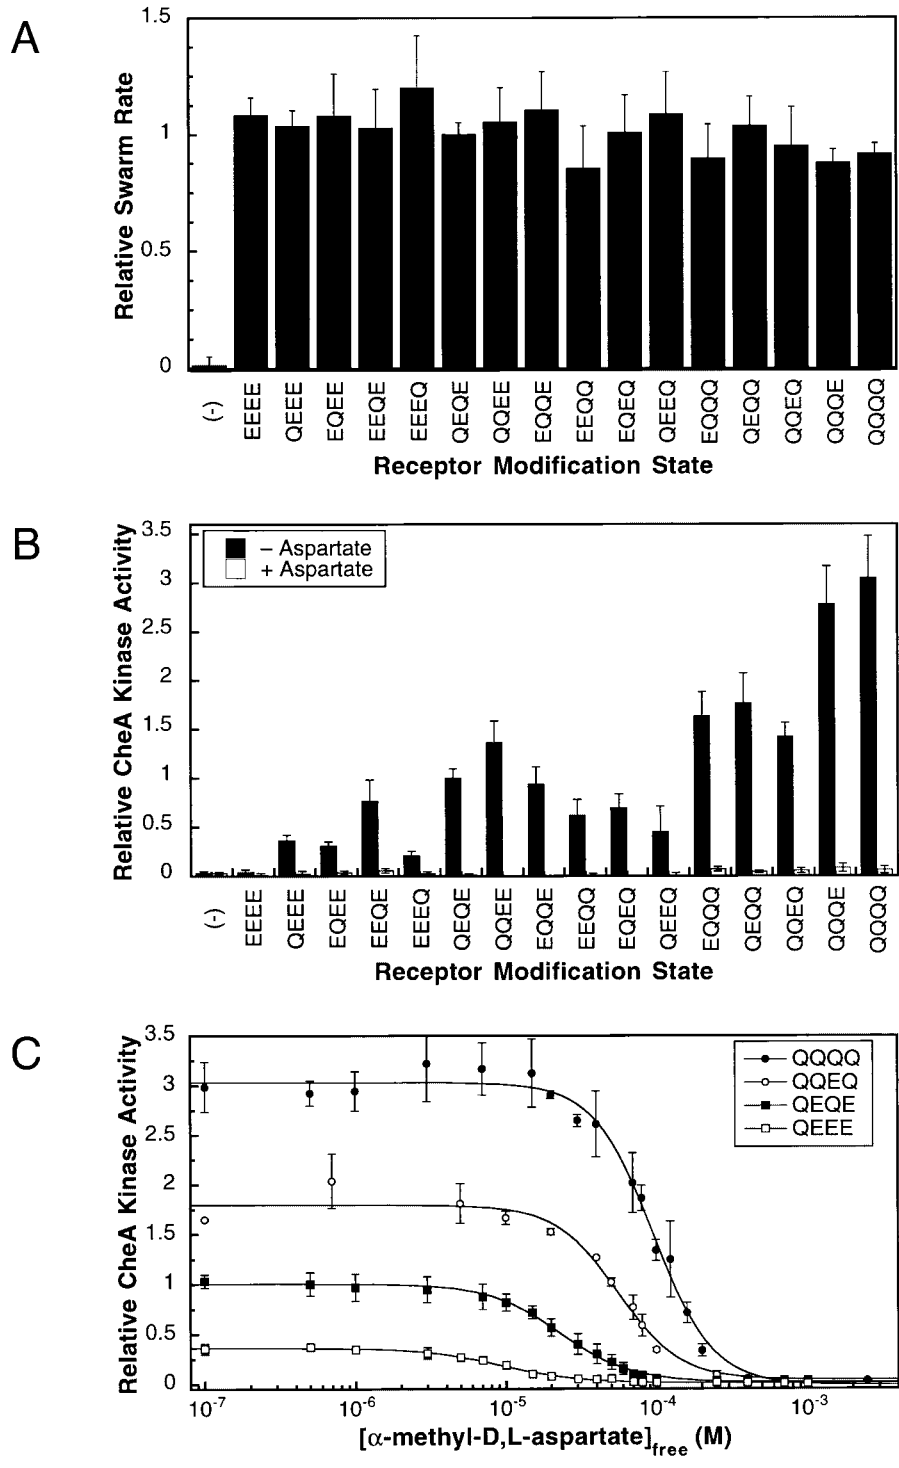 A
Relative Swarm Rate
1.5
1
0.5
0
(-)
EEEE
QEEE
EQEE
EEQE
EEEQ
QEQE
QQEE
EQQE
EEQQ
EQEQ
QEEQ
EQQQ
QEQQ
QQEQ
QQQE
QQQQ
Receptor Modification State
B
Relative CheA Kinase Activity
3.5
3
2.5
2
1.5
1
0.5
0
– Aspartate
+ Aspartate
(-)
EEEE
QEEE
EQEE
EEQE
EEEQ
QEQE
QQEE
EQQE
EEQQ
EQEQ
QEEQ
EQQQ
QEQQ
QQEQ
QQQE
QQQQ
Receptor Modification State
C
Relative CheA Kinase Activity
3.5
3
2.5
2
1.5
1
0.5
0
QQQQ
QQEQ
QEQE
QEEE
10-7
10-6
10-5
10-4
10-3
[α-methyl-D,L-aspartate]free (M)